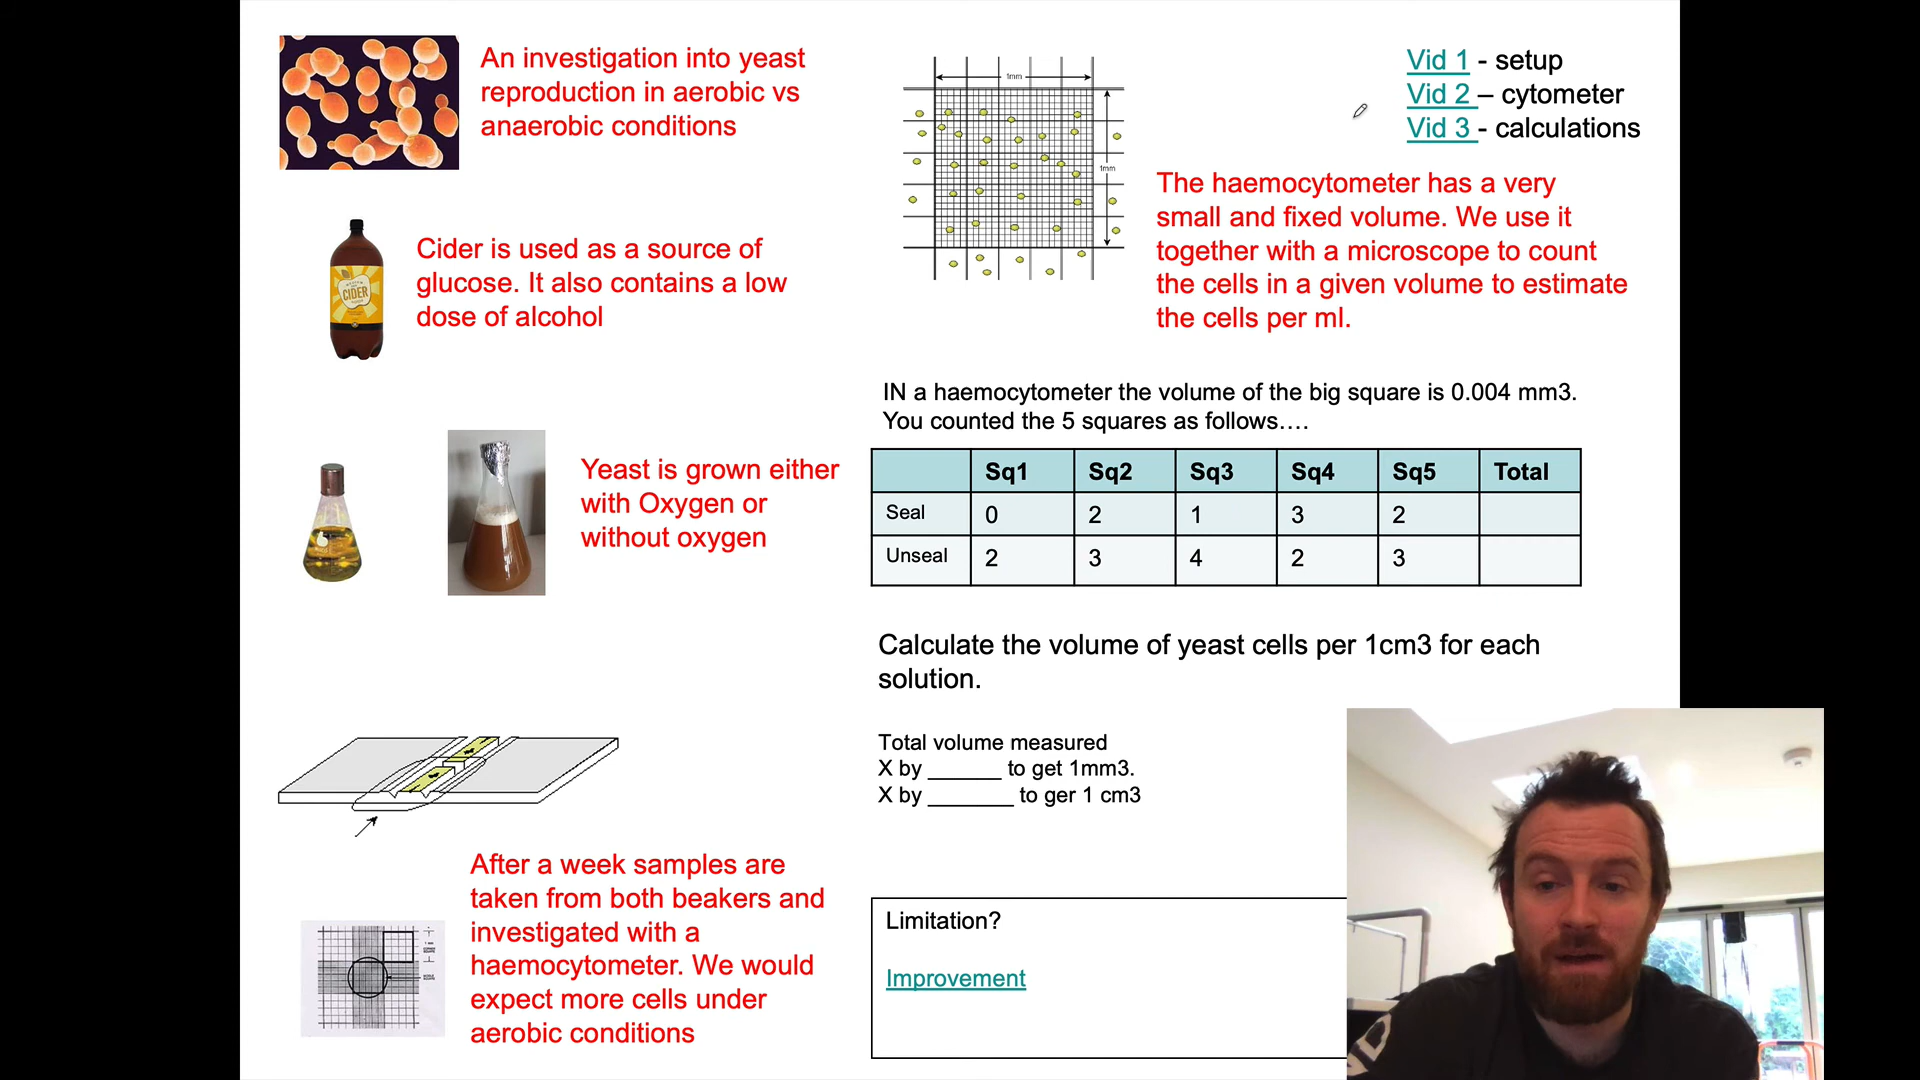 An investigation into yeast
reproduction in aerobic vs
anaerobic conditions
Cider is used as a source of
glucose. It also contains a low
dose of alcohol
CIDER
Yeast is grown either
with Oxygen or
without oxygen
After a week samples are
taken from both beakers and
investigated with a
haemocytometer. We would
expect more cells under
aerobic conditions
1mm
1mm
Vid 1 - setup
Vid 2 – cytometer
Vid 3 - calculations
The haemocytometer has a very
small and fixed volume. We use it
together with a microscope to count
the cells in a given volume to estimate
the cells per ml.
IN a haemocytometer the volume of the big square is 0.004 mm3.
You counted the 5 squares as follows….
Sq1 Sq2 Sq3 Sq4 Sq5 Total
Seal 0 2 1 3 2
Unseal 2 3 4 2 3
Calculate the volume of yeast cells per 1cm3 for each
solution.
Total volume measured
X by ______ to get 1mm3.
X by _______ to ger 1 cm3
Limitation?
Improvement